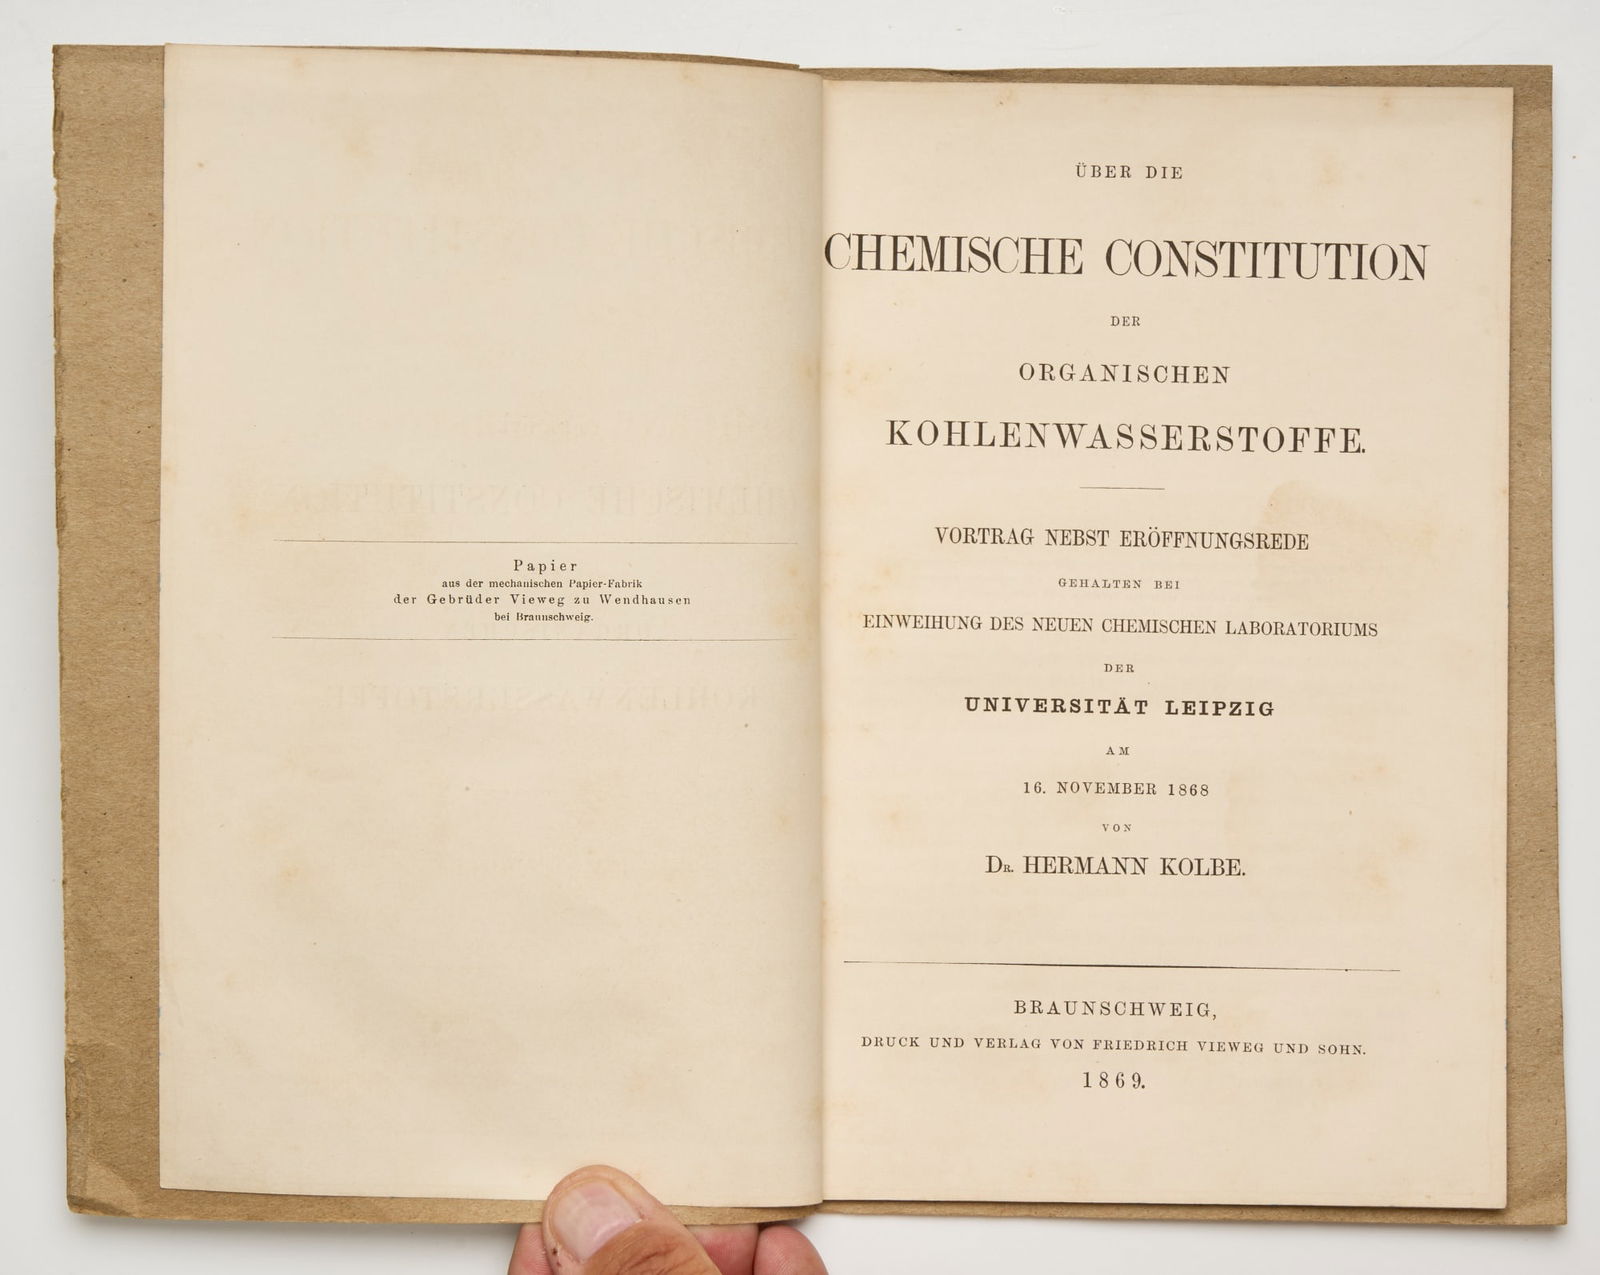 Papier
aus der mechanischen Papier-Fabrik
der Gebrüder Vieweg zu Wendhausen
bei Braunschweig.
ÜBER DIE
CHEMISCHE CONSTITUTION
DER
ORGANISCHEN
KOHLENWASSERSTOFFE.
VORTRAG NEBST ERÖFFNUNGSREDE
GEHALTEN BEI
EINWEIHUNG DES NEUEN CHEMISCHEN LABORATORIUMS
DER
UNIVERSITÄT LEIPZIG
AM
16. NOVEMBER 1868
VON
DR. HERMANN KOLBE.
BRAUNSCHWEIG,
DRUCK UND VERLAG VON FRIEDRICH VIEWEG UND SOHN.
1869.